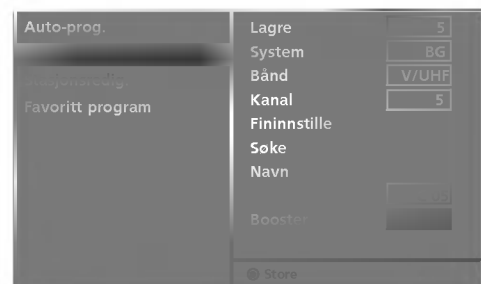 Auto-prog.
Favoritt program
Lagre 5
System BG
Bånd V/UHF
Kanal 5
Fininnstille
Søke
Navn
Booster
Store